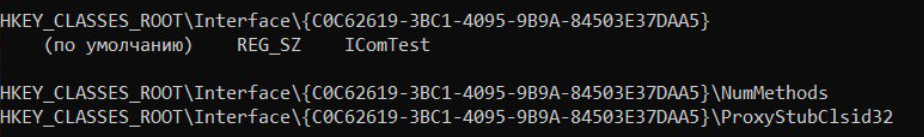 HKEY_CLASSES_ROOT\Interface\{C0C62619-3BC1-4095-9B9A-84503E37DAA5}
    (по умолчанию)    REG_SZ    IComTest
HKEY_CLASSES_ROOT\Interface\{C0C62619-3BC1-4095-9B9A-84503E37DAA5}\NumMethods
HKEY_CLASSES_ROOT\Interface\{C0C62619-3BC1-4095-9B9A-84503E37DAA5}\ProxyStubClsid32